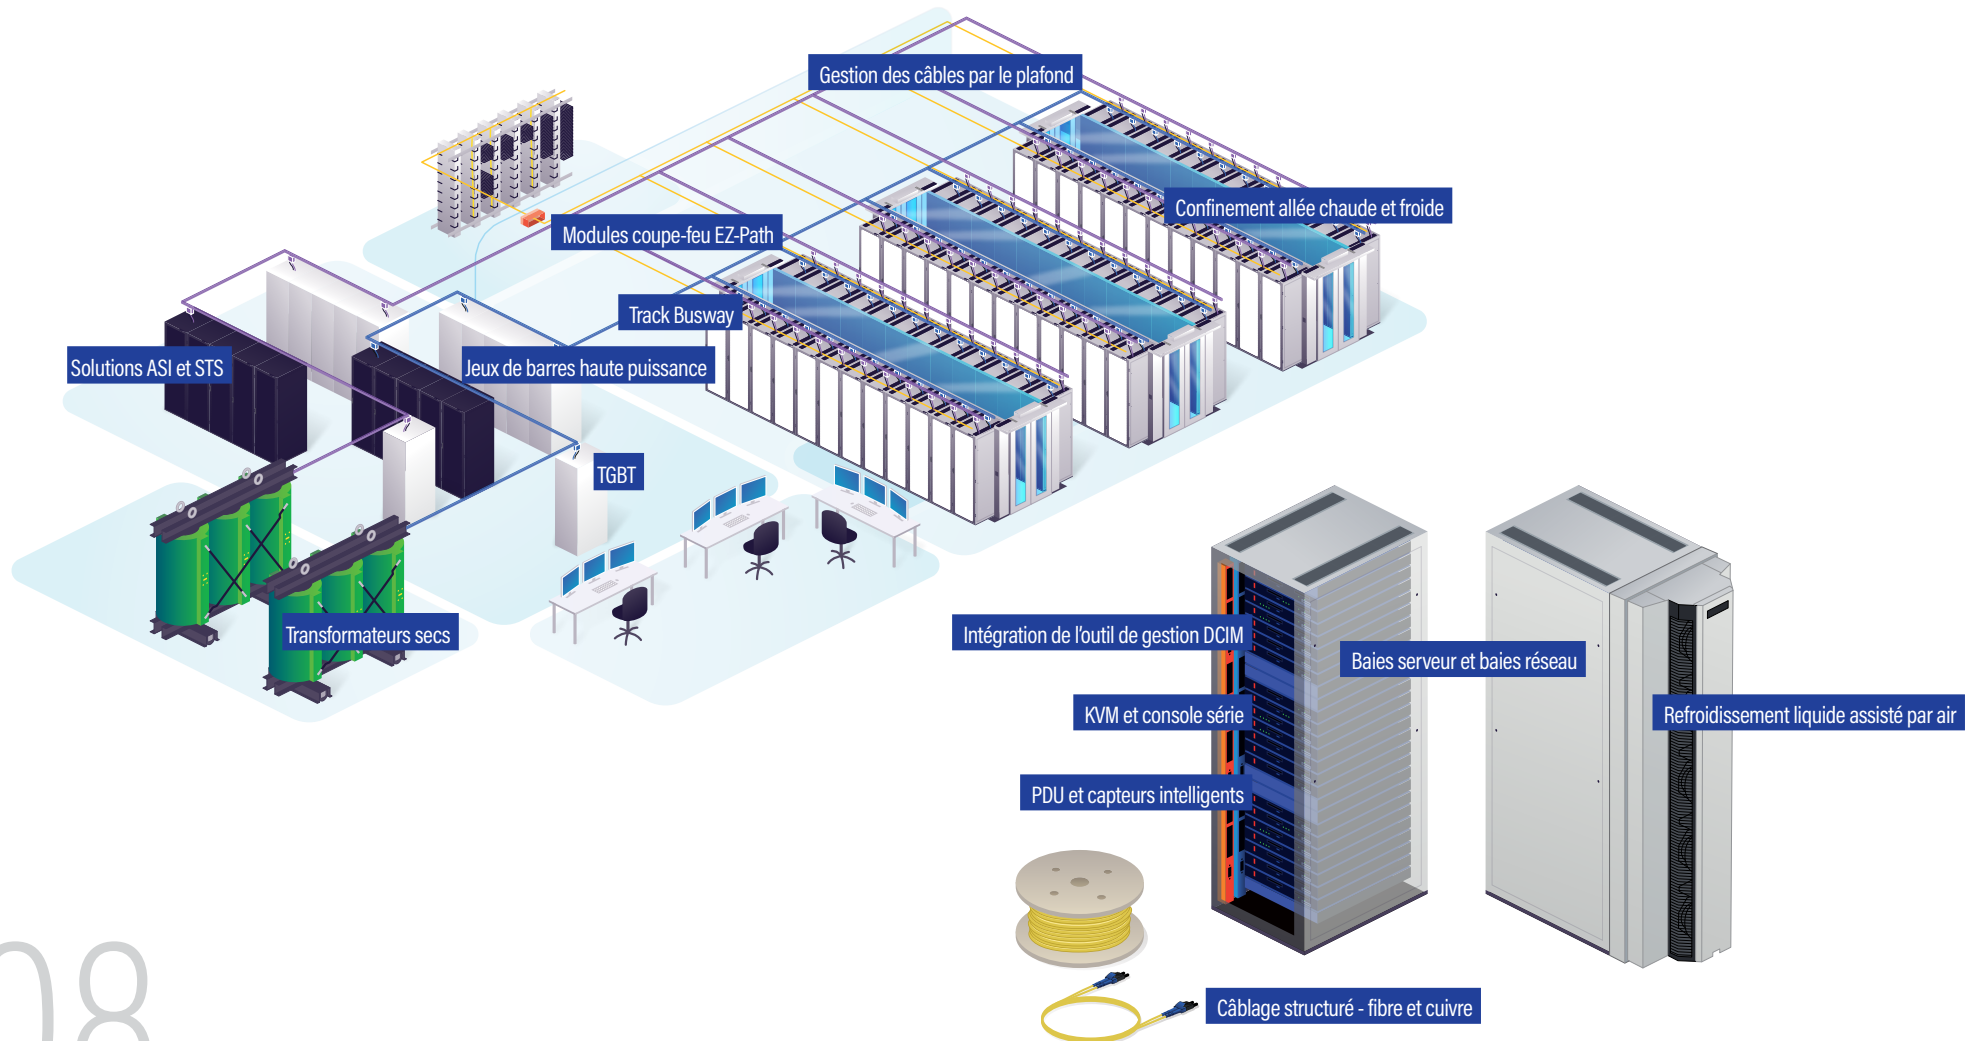 Gestion des câbles par le plafond
Confinement allée chaude et froide
Modules coupe-feu EZ-Path
Track Busway
Solutions ASI et STS
Jeux de barres haute puissance
TGBT
Transformateurs secs
Intégration de l'outil de gestion DCIM
Baies serveur et baies réseau
KVM et console série
Refroidissement liquide assisté par air
PDU et capteurs intelligents
Câblage structuré - fibre et cuivre
08